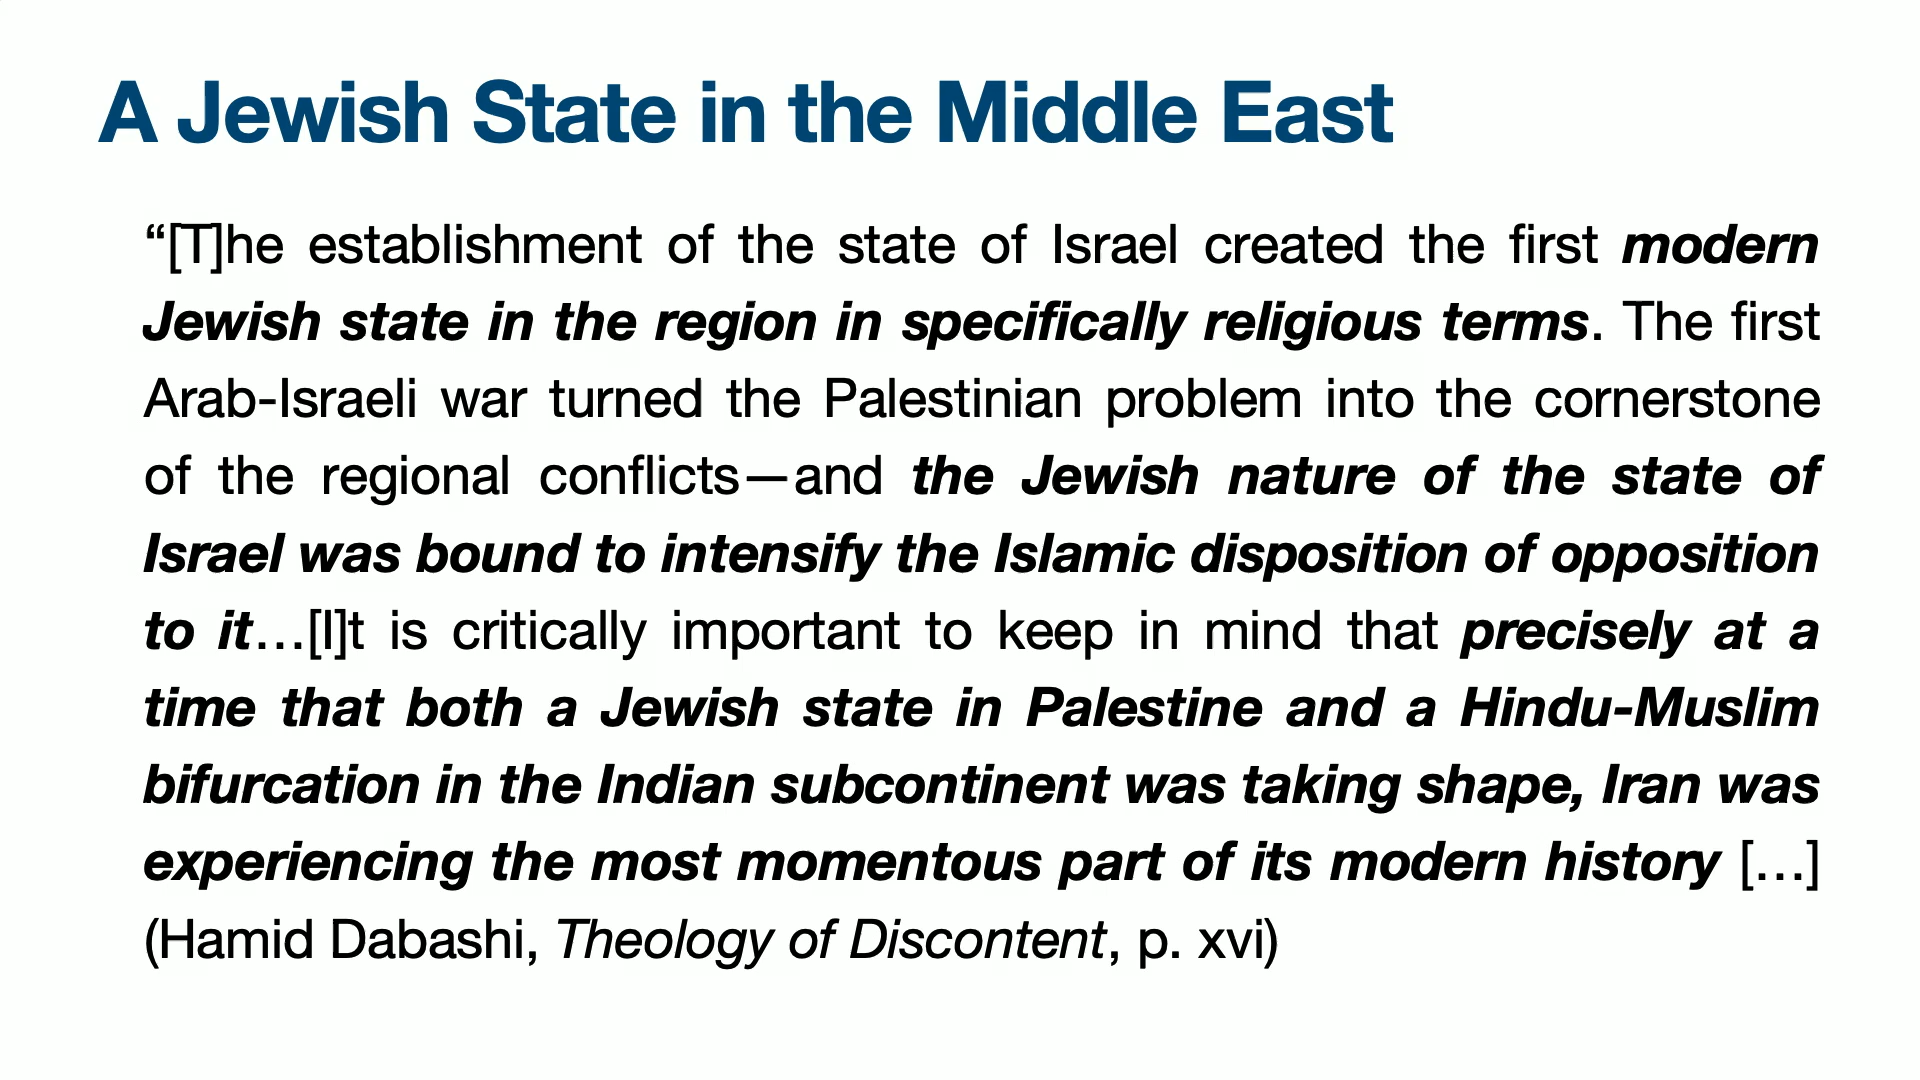 A Jewish State in the Middle East
“[T]he establishment of the state of Israel created the first modern
Jewish state in the region in specifically religious terms. The first
Arab-Israeli war turned the Palestinian problem into the cornerstone
of the regional conflicts—and the Jewish nature of the state of
Israel was bound to intensify the Islamic disposition of opposition
to it…[I]t is critically important to keep in mind that precisely at a
time that both a Jewish state in Palestine and a Hindu-Muslim
bifurcation in the Indian subcontinent was taking shape, Iran was
experiencing the most momentous part of its modern history […]
(Hamid Dabashi, Theology of Discontent, p. xvi)